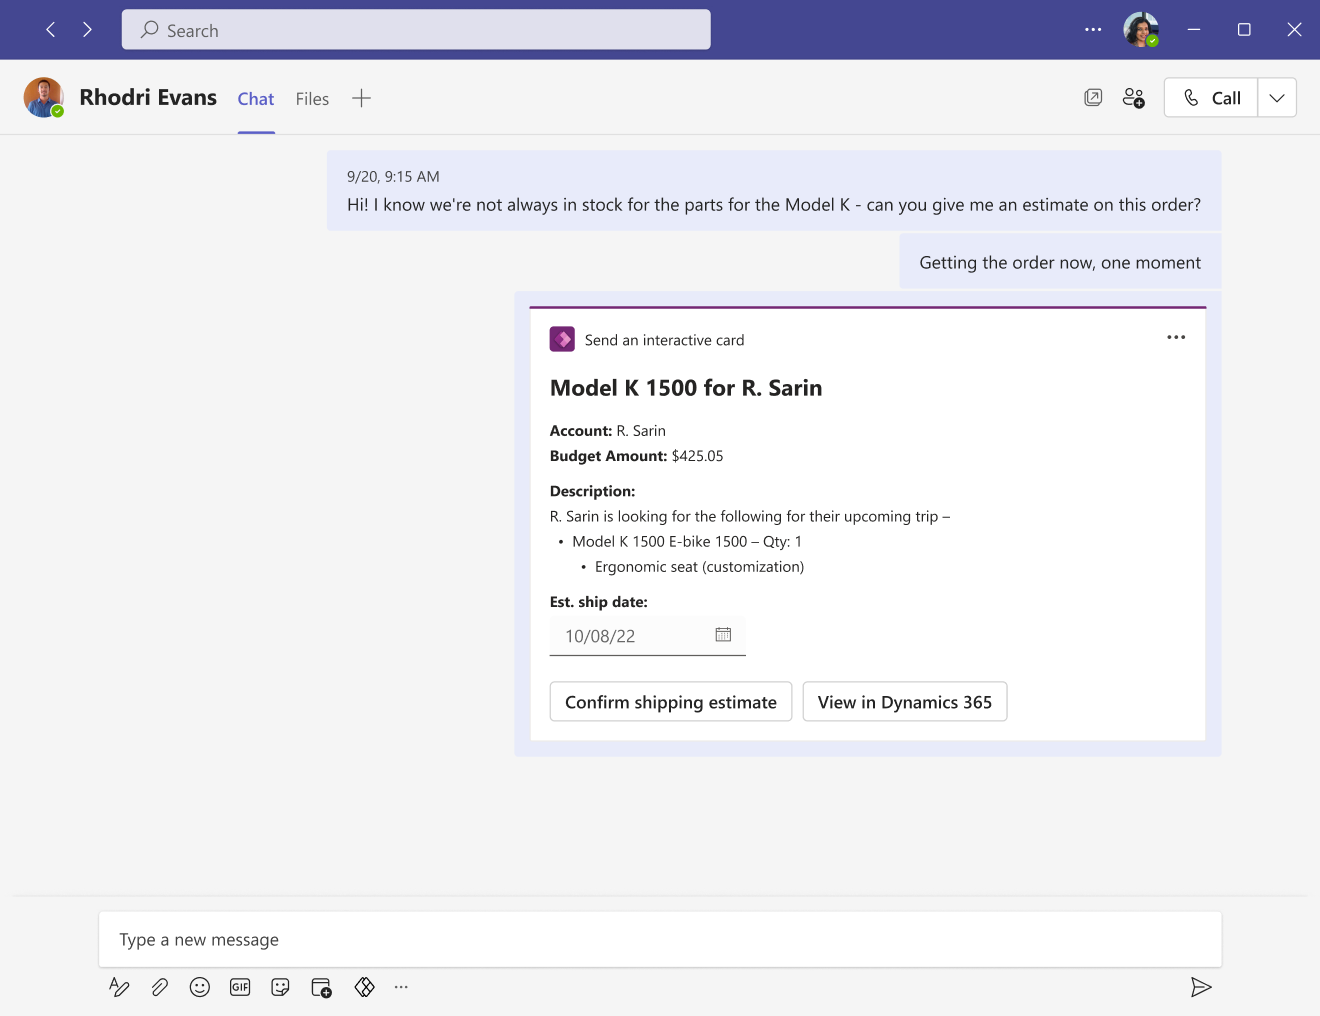 Search
Rhodri Evans
Chat
Files
Call
9/20, 9:15 AM
Hi! I know we're not always in stock for the parts for the Model K - can you give me an estimate on this order?
Getting the order now, one moment
Send an interactive card
Model K 1500 for R. Sarin
Account: R. Sarin
Budget Amount: $425.05
Description:
R. Sarin is looking for the following for their upcoming trip –
• Model K 1500 E-bike 1500 – Qty: 1
• Ergonomic seat (customization)
Est. ship date:
10/08/22
Confirm shipping estimate
View in Dynamics 365
Type a new message
GIF